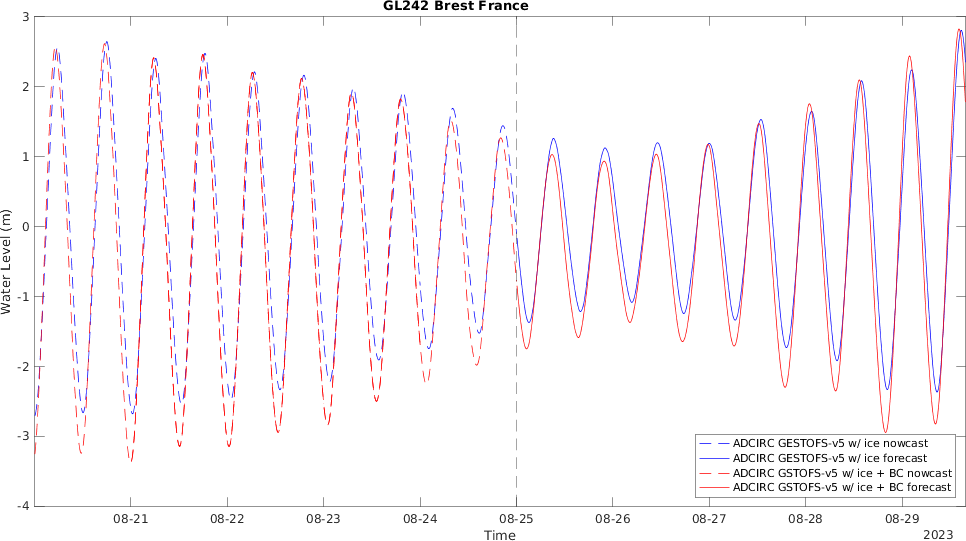 GL242 Brest France
3
2
1
0
-1
-2
-3
-4
Water Level (m)
ADCIRC GESTOFS-v5 w/ ice nowcast
ADCIRC GESTOFS-v5 w/ ice forecast
ADCIRC GSTOFS-v5 w/ ice + BC nowcast
ADCIRC GSTOFS-v5 w/ ice + BC forecast
08-21 08-22 08-23 08-24 08-25 08-26 08-27 08-28 08-29
Time
2023